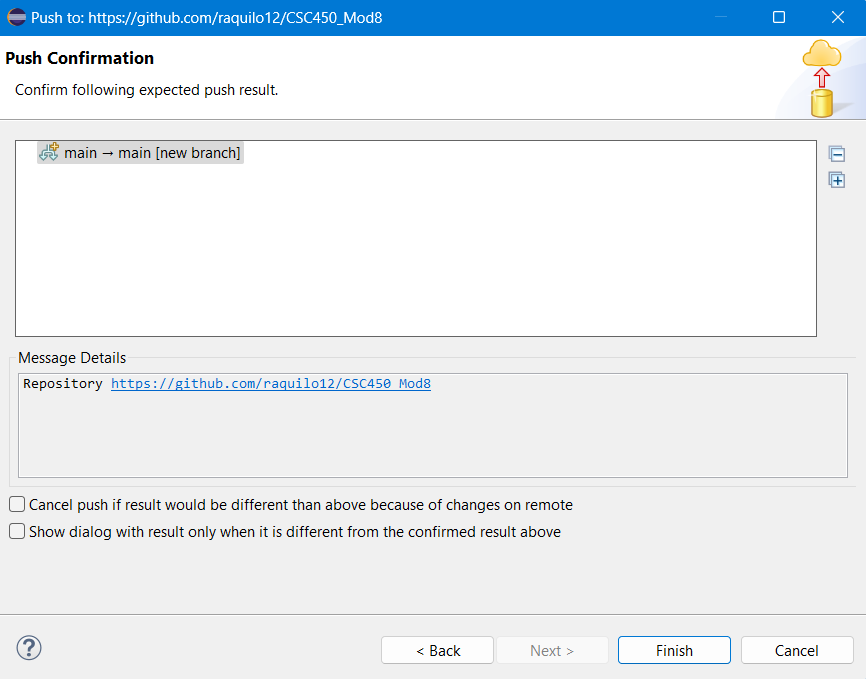 Push to: https://github.com/raquilo12/CSC450_Mod8
Push Confirmation
Confirm following expected push result.
main → main [new branch]
Message Details
Repository https://github.com/raquilo12/CSC450_Mod8
Cancel push if result would be different than above because of changes on remote
Show dialog with result only when it is different from the confirmed result above
< Back
Next >
Finish
Cancel